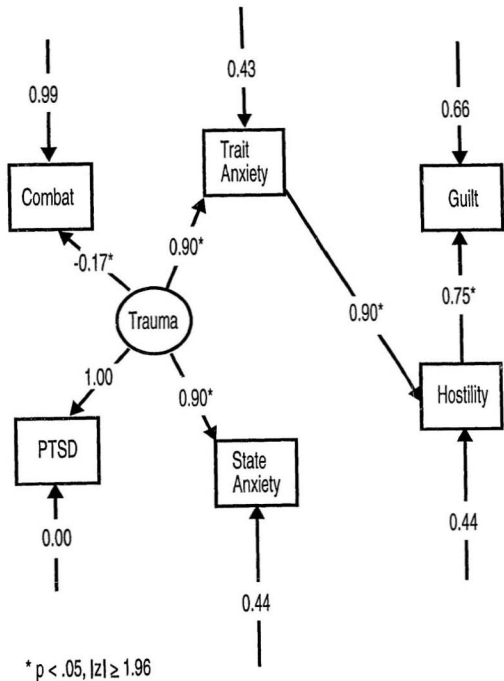 0.99
0.43
0.66
Combat
Trait
Anxiety
Guilt
-0.17*
0.90*
0.75*
Trauma
0.90*
1.00
0.90*
Hostility
PTSD
State
Anxiety
0.00
0.44
0.44
* p < .05, |z| ≥ 1.96